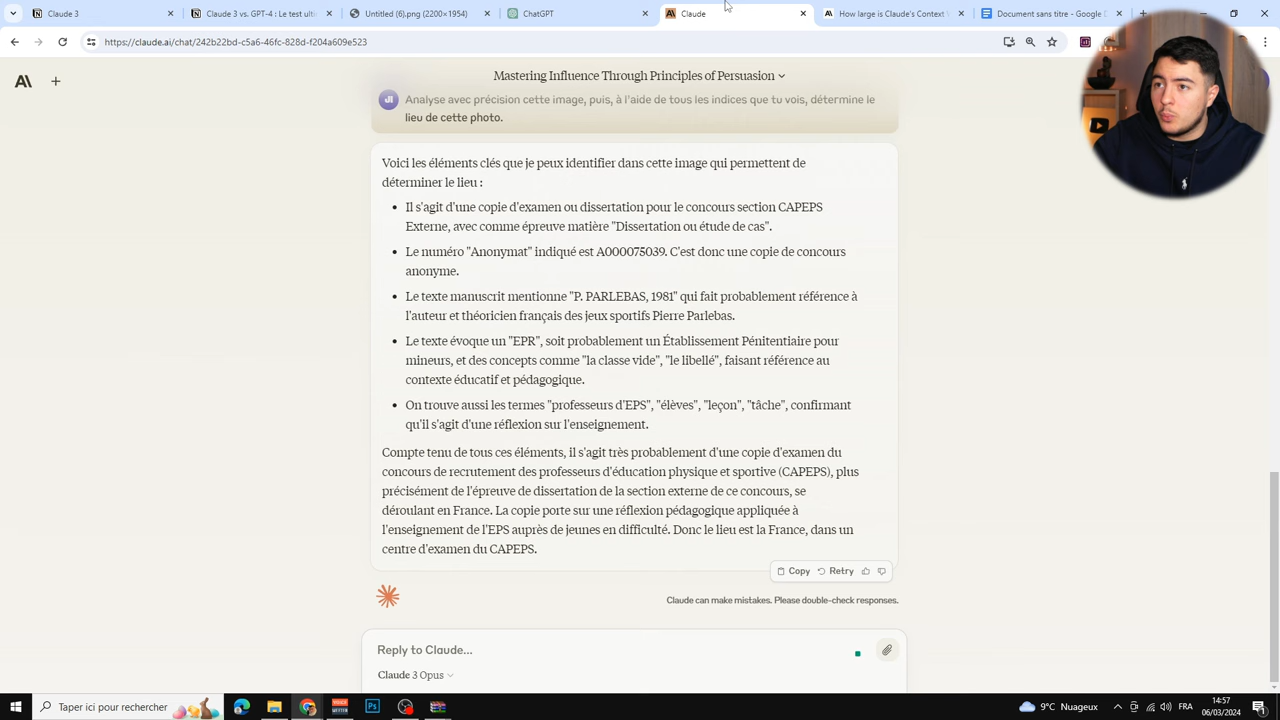 Claude 3
Claude 3 vs. GPT-4 : Le test ulti
Untitled (6).png (2200×1954)
ChatGPT
Claude
How large is Claude's Context V
Document sans titre - Google D
https://claude.ai/chat/242b22bd-c5a6-46fc-828d-f204a609e523
Mastering Influence Through Principles of Persuasion
JI
Analyse avec précision cette image, puis, à l'aide de tous les indices que tu vois, détermine le
lieu de cette photo.
Voici les éléments clés que je peux identifier dans cette image qui permettent de
déterminer le lieu :
• Il s'agit d'une copie d'examen ou dissertation pour le concours section CAPEPS
Externe, avec comme épreuve matière "Dissertation ou étude de cas".
• Le numéro "Anonymat" indiqué est A000075039. C'est donc une copie de concours
anonyme.
• Le texte manuscrit mentionne "P. PARLEBAS, 1981" qui fait probablement référence à
l'auteur et théoricien français des jeux sportifs Pierre Parlebas.
• Le texte évoque un "EPR", soit probablement un Établissement Pénitentiaire pour
mineurs, et des concepts comme "la classe vide", "le libellé", faisant référence au
contexte éducatif et pédagogique.
• On trouve aussi les termes "professeurs d'EPS", "élèves", "leçon", "tâche", confirmant
qu'il s'agit d'une réflexion sur l'enseignement.
Compte tenu de tous ces éléments, il s'agit très probablement d'une copie d'examen du
concours de recrutement des professeurs d'éducation physique et sportive (CAPEPS), plus
précisément de l'épreuve de dissertation de la section externe de ce concours, se
déroulant en France. La copie porte sur une réflexion pédagogique appliquée à
l'enseignement de l'EPS auprès de jeunes en difficulté. Donc le lieu est la France, dans un
centre d'examen du CAPEPS.
Copy Retry
Claude can make mistakes. Please double-check responses.
Reply to Claude...
Claude 3 Opus
Taper ici pour rechercher
9°C Nuageux
FRA
14:57
06/03/2024